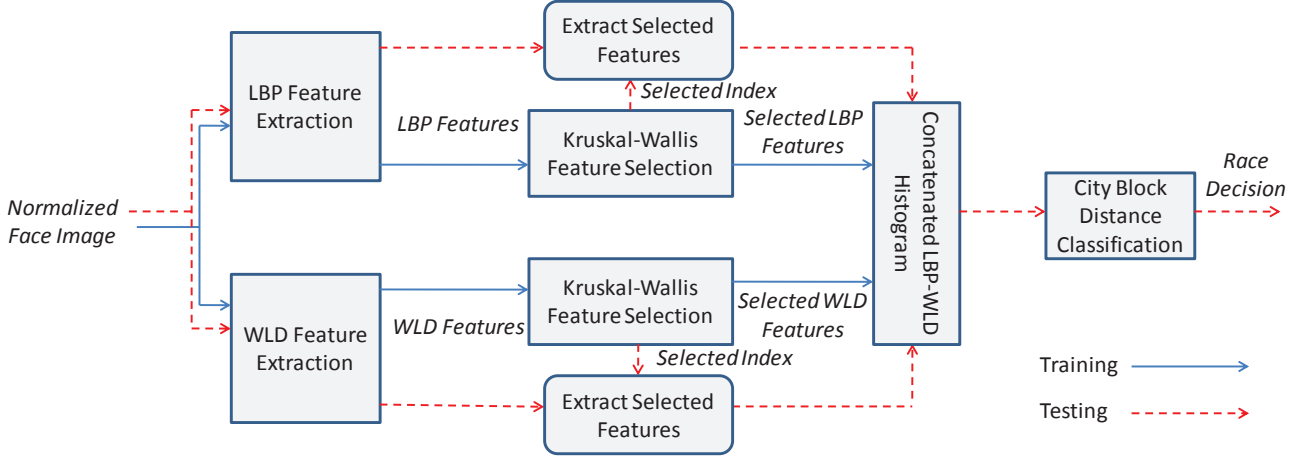 Normalized
Face Image
LBP Feature
Extraction
WLD Feature
Extraction
LBP Features
WLD Features
Extract Selected
Features
Selected Index
Kruskal-Wallis
Feature Selection
Selected LBP
Features
Kruskal-Wallis
Feature Selection
Selected WLD
Features
Selected Index
Extract Selected
Features
Concatenated LBP-WLD
Histogram
City Block
Distance
Classification
Race
Decision
Training
Testing